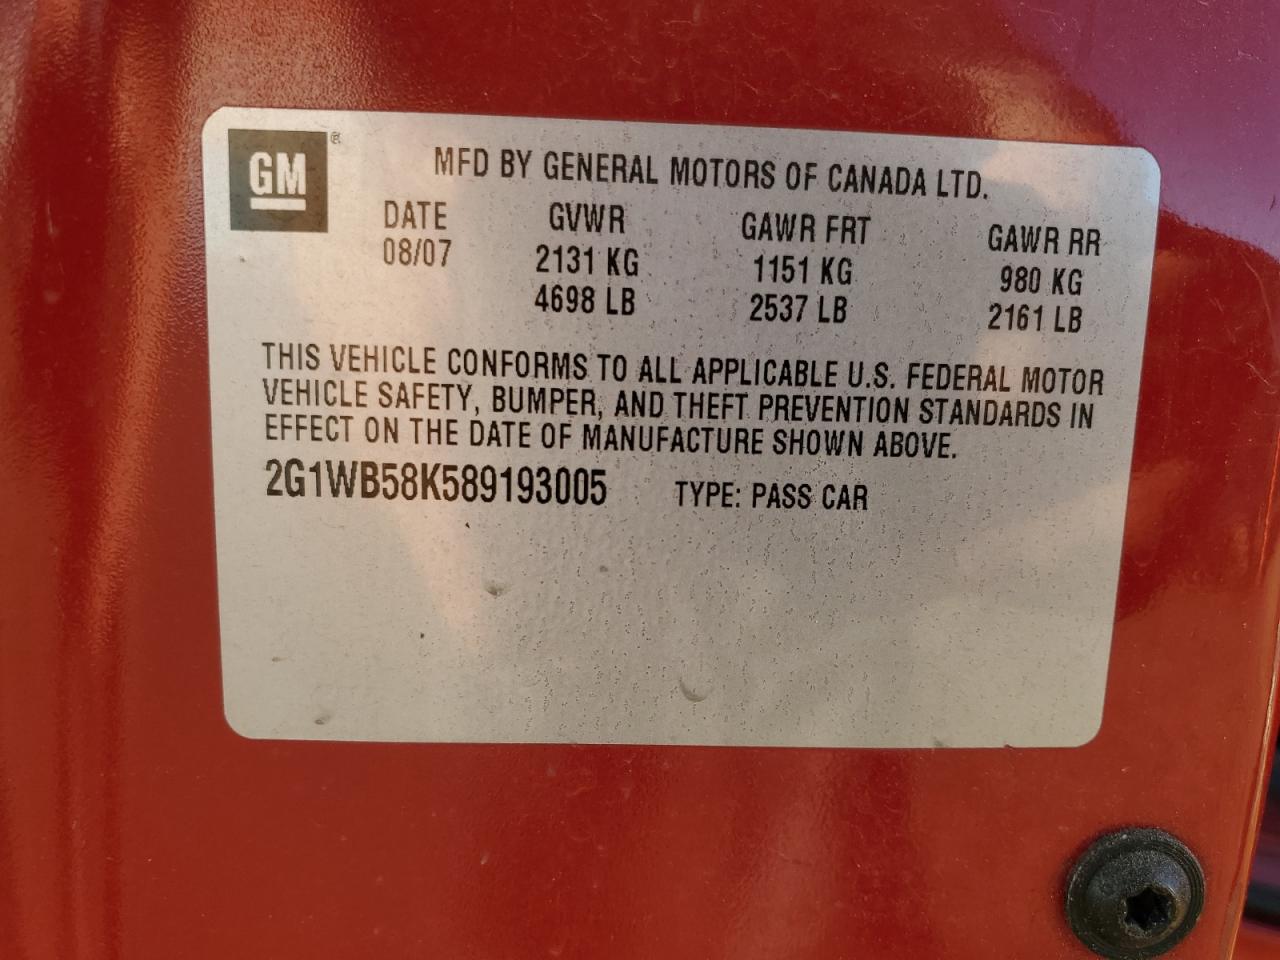 GM®
MFD BY GENERAL MOTORS OF CANADA LTD.
DATE GVWR GAWR FRT GAWR RR
08/07 2131 KG 1151 KG 980 KG
4698 LB 2537 LB 2161 LB
THIS VEHICLE CONFORMS TO ALL APPLICABLE U.S. FEDERAL MOTOR
VEHICLE SAFETY, BUMPER, AND THEFT PREVENTION STANDARDS IN
EFFECT ON THE DATE OF MANUFACTURE SHOWN ABOVE.
2G1WB58K589193005 TYPE: PASS CAR